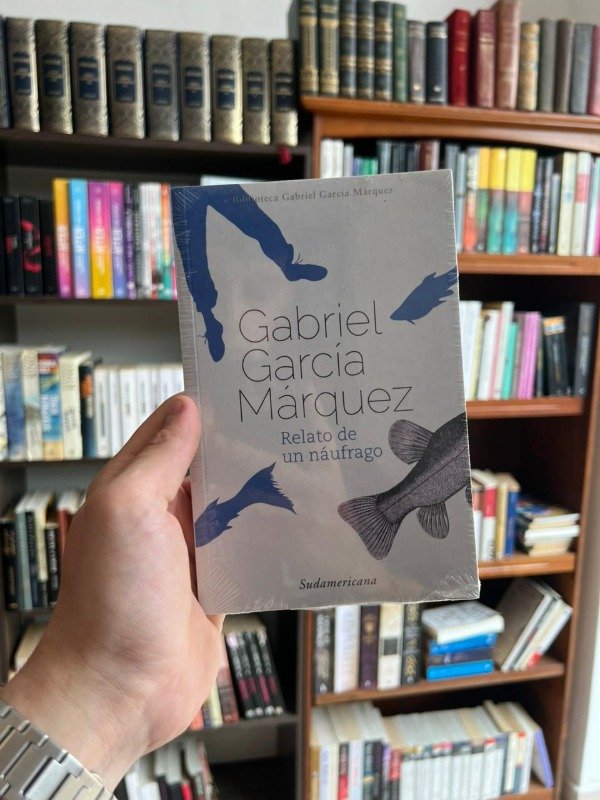 Biblioteca Gabriel García Márquez
Gabriel
García
Márquez
Relato de
un náufrago
Sudamericana